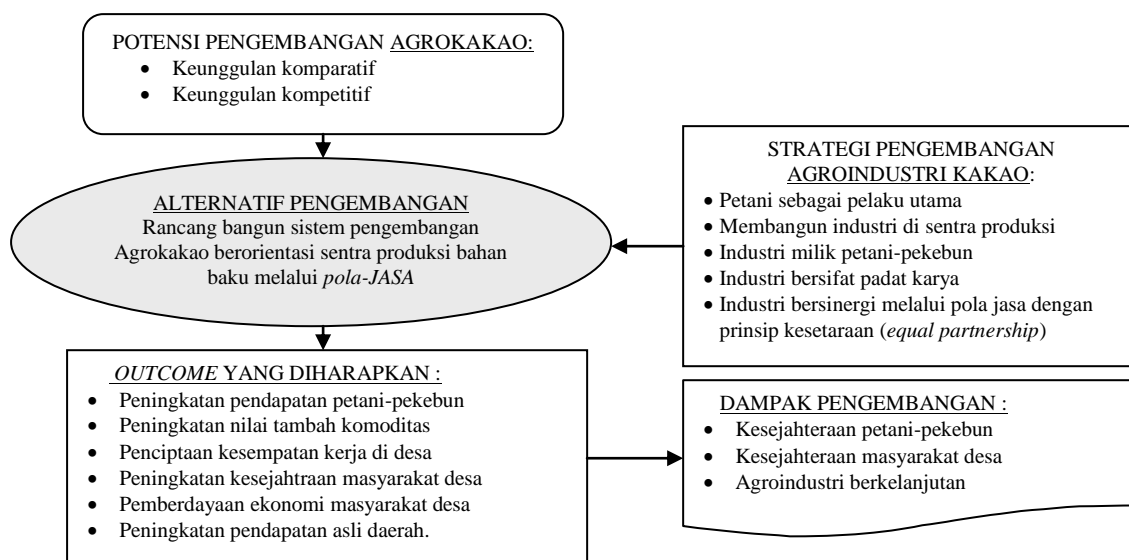 POTENSI PENGEMBANGAN AGROKAKAO:
• Keunggulan komparatif
• Keunggulan kompetitif
ALTERNATIF PENGEMBANGAN
Rancang bangun sistem pengembangan
Agrokakao berorientasi sentra produksi bahan
baku melalui pola-JASA
STRATEGI PENGEMBANGAN
AGROINDUSTRI KAKAO:
• Petani sebagai pelaku utama
• Membangun industri di sentra produksi
• Industri milik petani-pekebun
• Industri bersifat padat karya
• Industri bersinergi melalui pola jasa dengan
prinsip kesetaraan (equal partnership)
OUTCOME YANG DIHARAPKAN :
• Peningkatan pendapatan petani-pekebun
• Peningkatan nilai tambah komoditas
• Penciptaan kesempatan kerja di desa
• Peningkatan kesejahtraan masyarakat desa
• Pemberdayaan ekonomi masyarakat desa
• Peningkatan pendapatan asli daerah.
DAMPAK PENGEMBANGAN :
• Kesejahteraan petani-pekebun
• Kesejahteraan masyarakat desa
• Agroindustri berkelanjutan